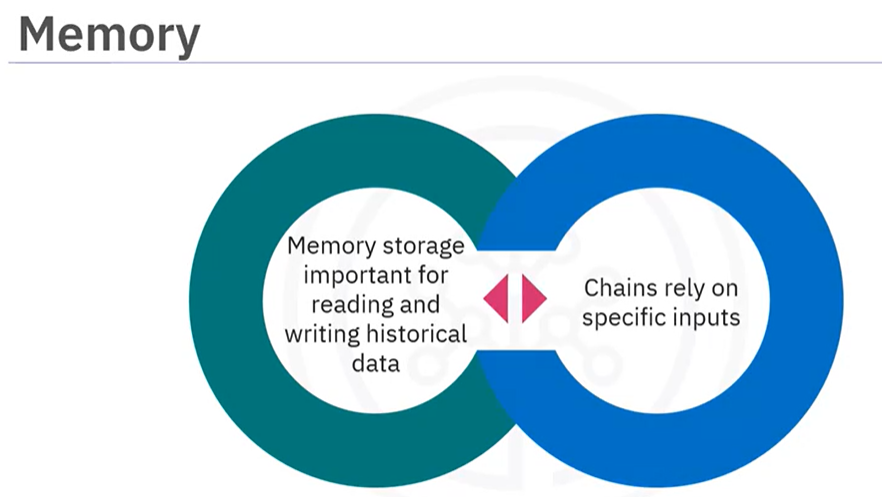 Memory
Memory storage
important for
reading and
writing historical
data
Chains rely on
specific inputs